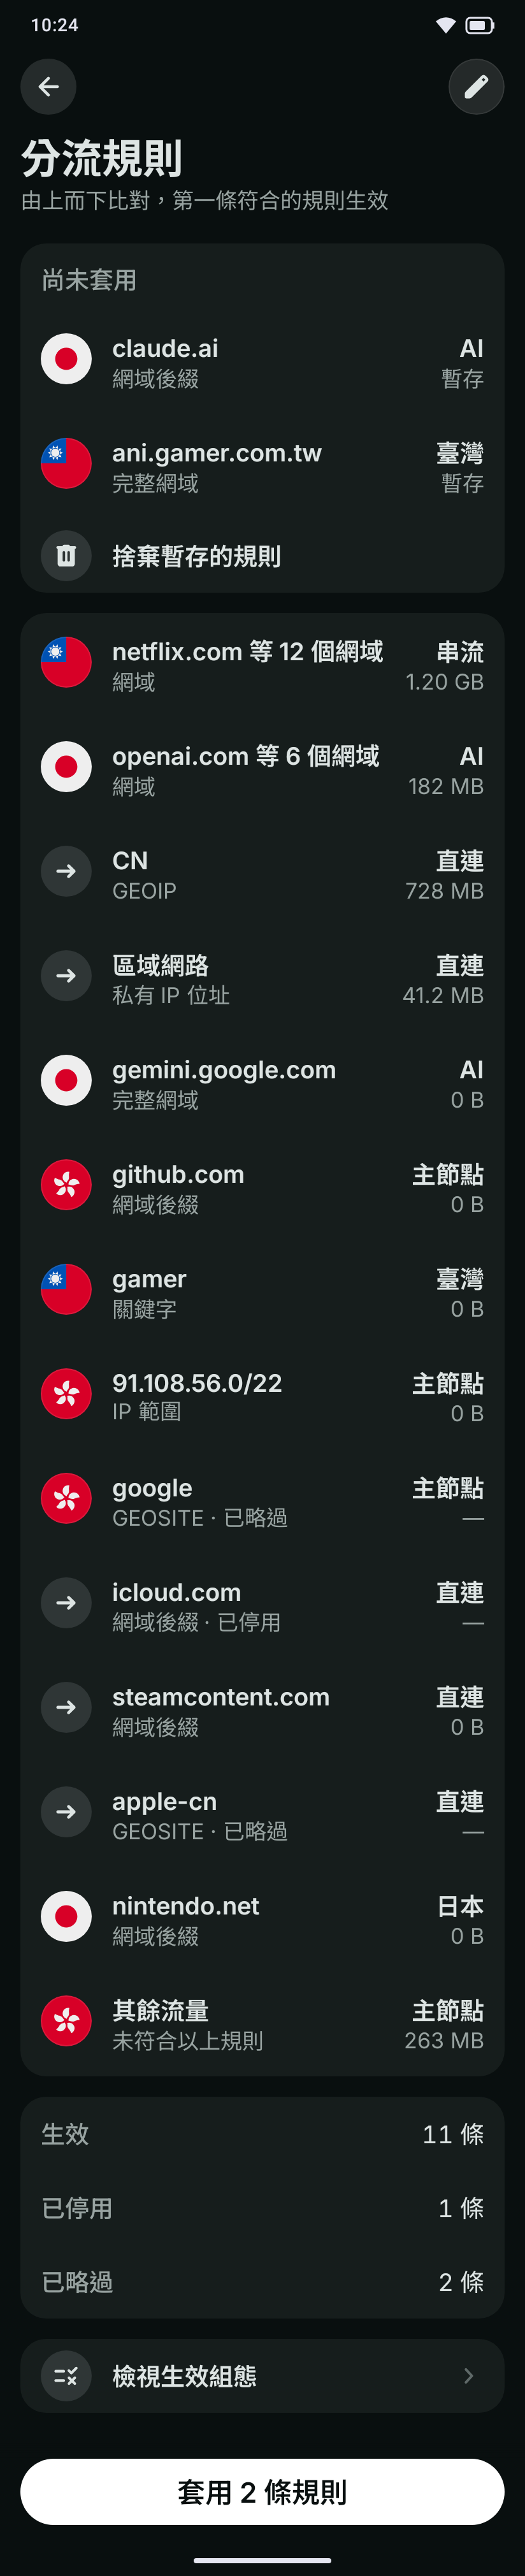 10:24
分流規則
由上而下比對，第一條符合的規則生效
尚未套用
claude.ai
AI
網域後綴
暫存
ani.gamer.com.tw
臺灣
完整網域
暫存
捨棄暫存的規則
netflix.com 等 12 個網域
串流
網域
1.20 GB
openai.com 等 6 個網域
AI
網域
182 MB
CN
直連
GEOIP
728 MB
區域網路
直連
私有 IP 位址
41.2 MB
gemini.google.com
AI
完整網域
0 B
github.com
主節點
網域後綴
0 B
gamer
臺灣
關鍵字
0 B
91.108.56.0/22
主節點
IP 範圍
0 B
google
主節點
GEOSITE · 已略過
—
icloud.com
直連
網域後綴 · 已停用
—
steamcontent.com
直連
網域後綴
0 B
apple-cn
直連
GEOSITE · 已略過
—
nintendo.net
日本
網域後綴
0 B
其餘流量
主節點
未符合以上規則
263 MB
生效
11 條
已停用
1 條
已略過
2 條
檢視生效組態
套用 2 條規則